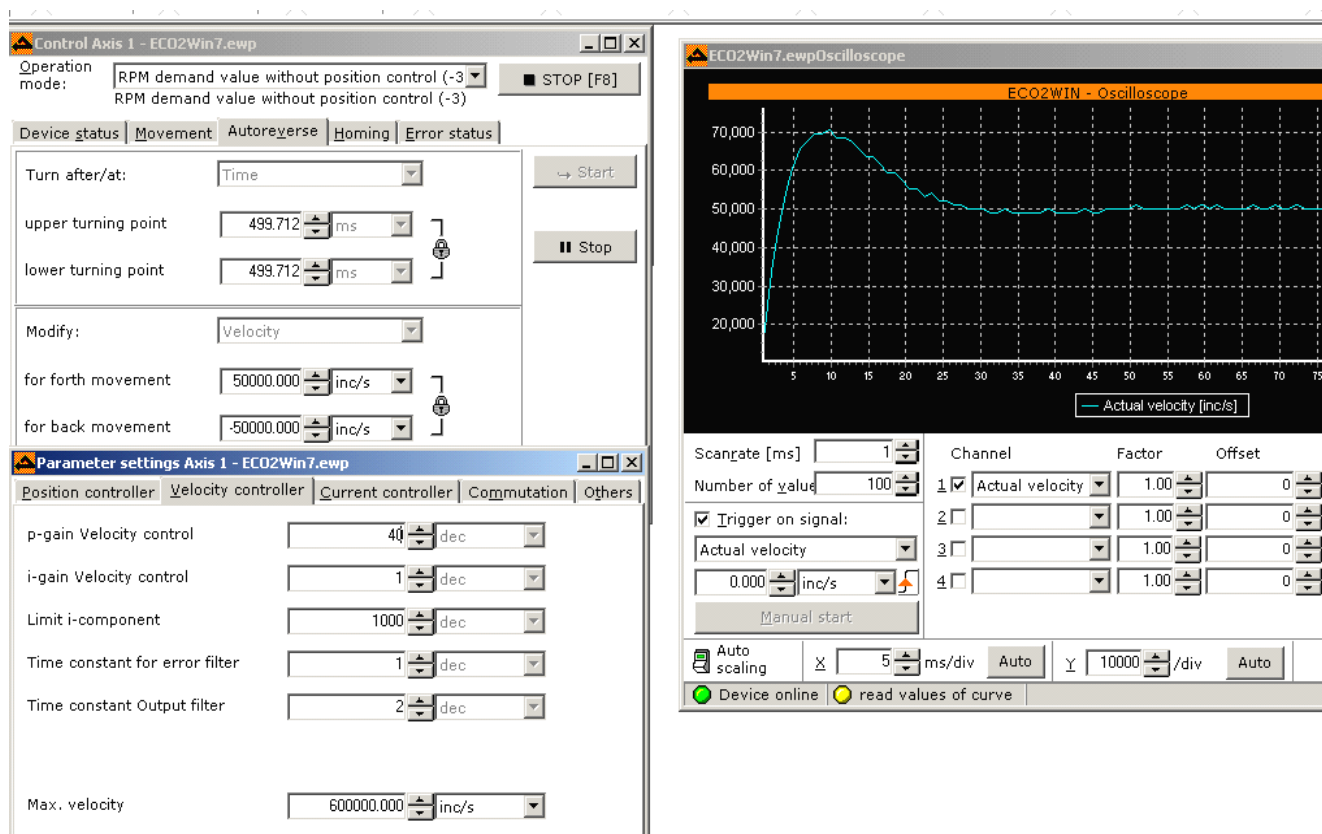 Control Axis 1 - ECO2Win7.ewp
Operation mode:
RPM demand value without position control (-3
STOP [F8]
RPM demand value without position control (-3)
Device status Movement Autoreverse Homing Error status
Turn after/at:
Time
Start
upper turning point
499.712
ms
Stop
lower turning point
499.712
ms
Modify:
Velocity
for forth movement
50000.000
inc/s
for back movement
-50000.000
inc/s
Parameter settings Axis 1 - ECO2Win7.ewp
Position controller Velocity controller Current controller Commutation Others
p-gain Velocity control
40
dec
i-gain Velocity control
1
dec
Limit i-component
1000
dec
Time constant for error filter
1
dec
Time constant Output filter
2
dec
Max. velocity
600000.000
inc/s
ECO2Win7.ewpOscilloscope
ECO2WIN - Oscilloscope
70,000
60,000
50,000
40,000
30,000
20,000
5 10 15 20 25 30 35 40 45 50 55 60 65 70 75
Actual velocity [inc/s]
Scanrate [ms]
1
Channel Factor Offset
Number of value
100
1 Actual velocity 1.00 0
Trigger on signal:
2 1.00 0
Actual velocity
3 1.00 0
0.000
inc/s
4 1.00 0
Manual start
Auto scaling
X 5 ms/div Auto
Y 10000 /div Auto
Device online
read values of curve